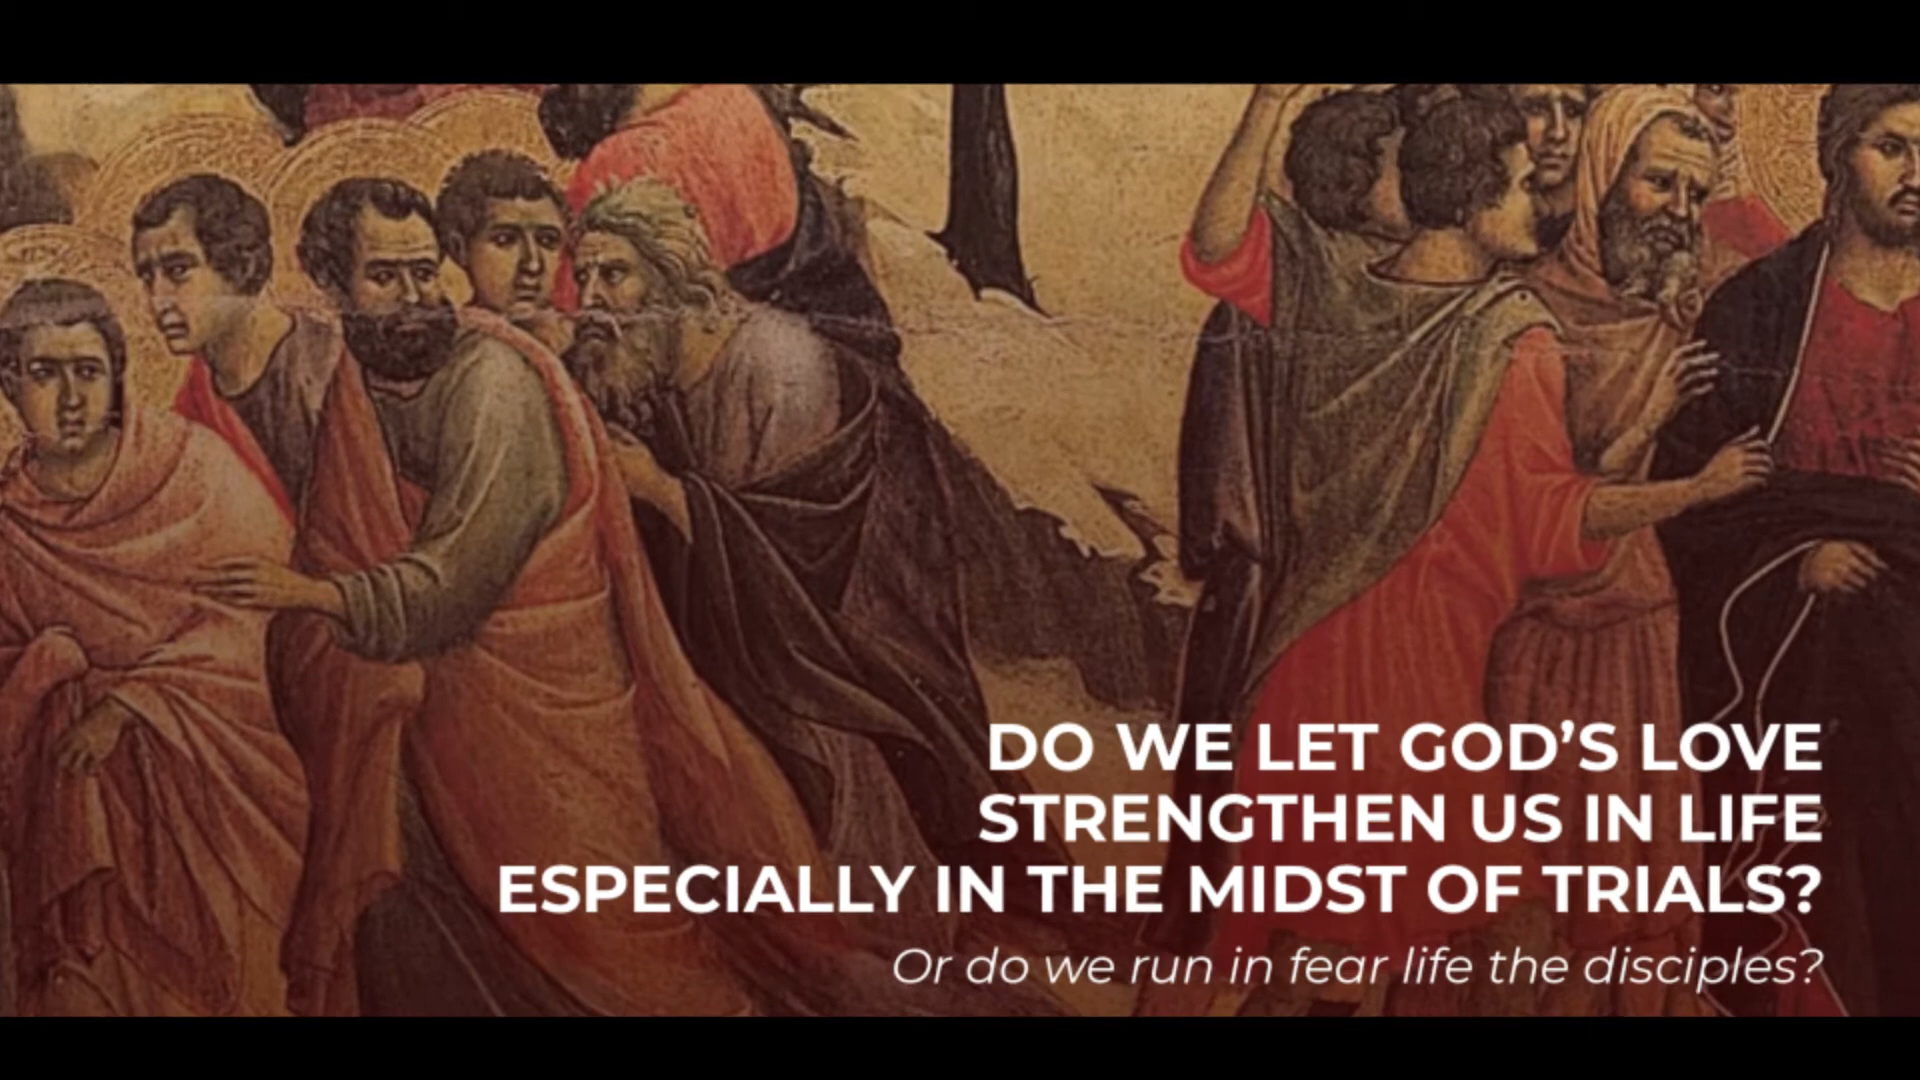 DO WE LET GOD’S LOVE
STRENGTHEN US IN LIFE
ESPECIALLY IN THE MIDST OF TRIALS?
Or do we run in fear life the disciples?